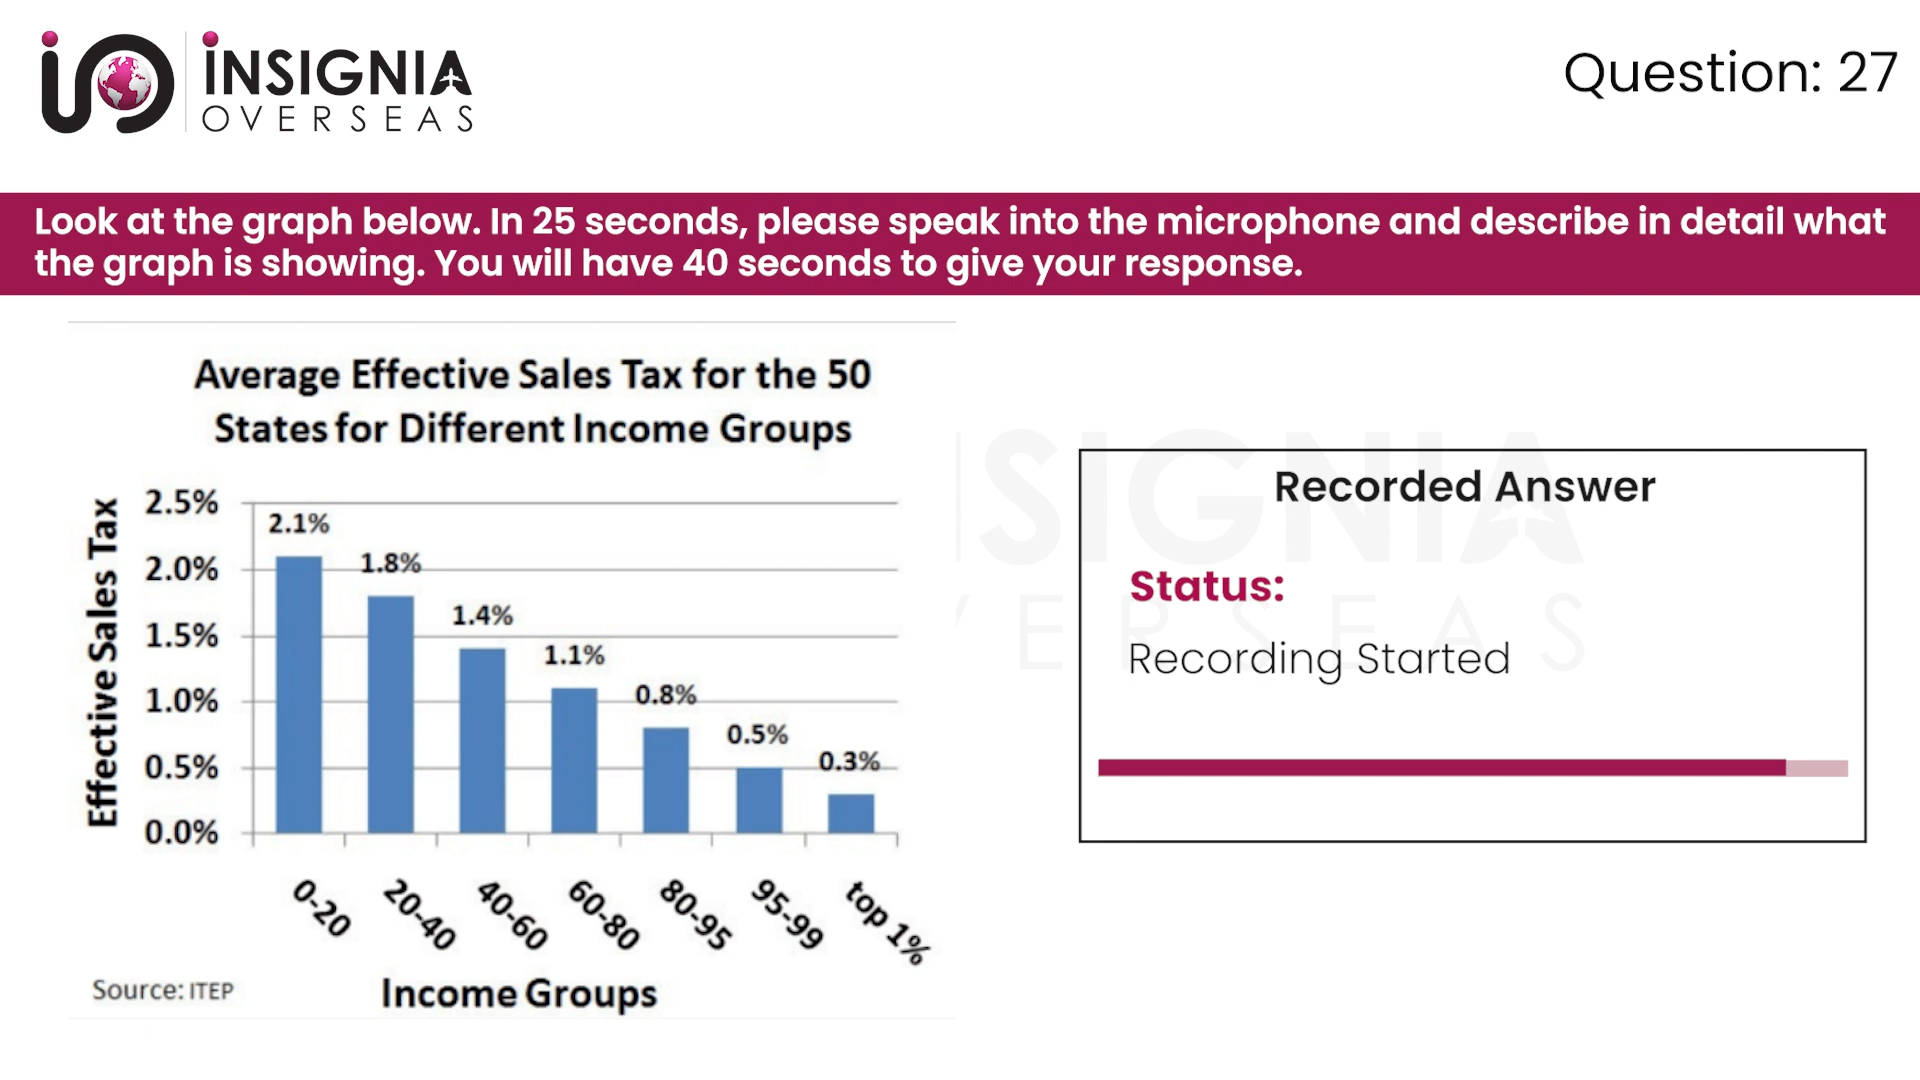 INSIGNIA
OVERSEAS
Question: 27
Look at the graph below. In 25 seconds, please speak into the microphone and describe in detail what
the graph is showing. You will have 40 seconds to give your response.
Average Effective Sales Tax for the 50
States for Different Income Groups
Effective Sales Tax
2.5%
2.0%
1.5%
1.0%
0.5%
0.0%
2.1%
1.8%
1.4%
1.1%
0.8%
0.5%
0.3%
0-20
20-40
40-60
60-80
80-95
95-99
top 1%
Source: ITEP
Income Groups
Recorded Answer
Status:
Recording Started